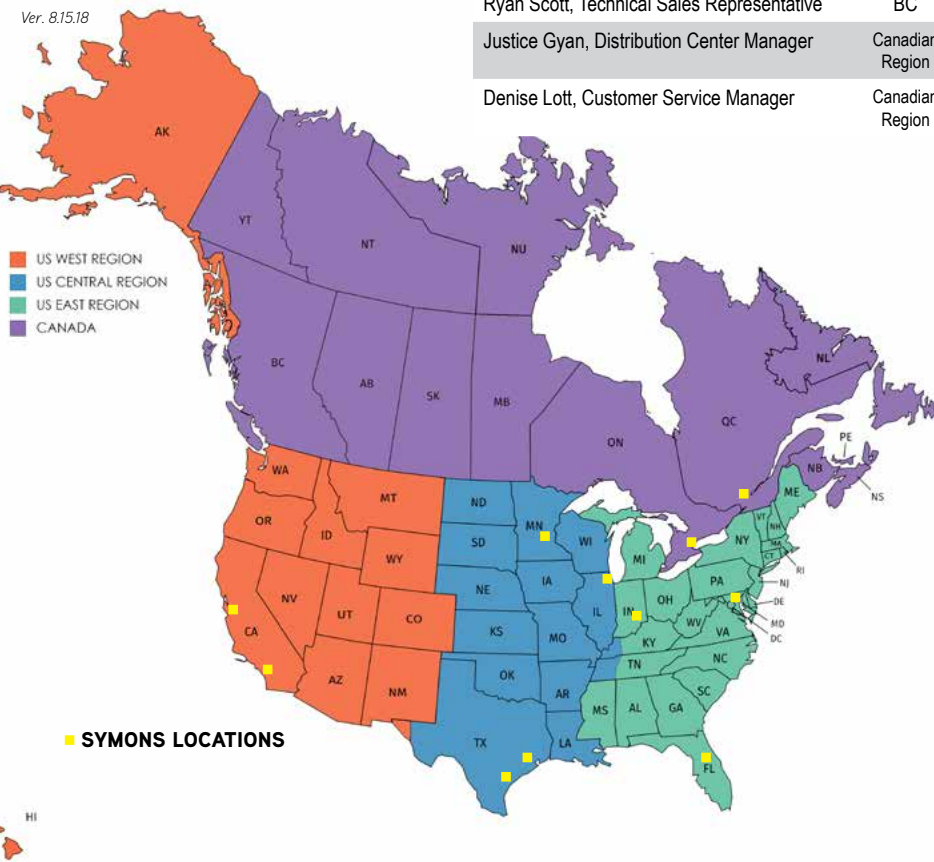 Ver. 8.15.18
Ryan Scott, Technical Sales Representative BC
Justice Gyan, Distribution Center Manager Canadian
Region
Denise Lott, Customer Service Manager Canadian
Region
AK
YT
NT
NU
US WEST REGION
US CENTRAL REGION
US EAST REGION
CANADA
BC
AB
SK
MB
ON
QC
NL
PE
NB
NS
WA
MT
ND
MN
ME
OR
ID
SD
WI
MI
NY
VT
NH
MA
CT
RI
WY
NE
IA
PA
NJ
NV
UT
CO
IL
IN
OH
DE
MD
DC
CA
KS
MO
KY
WV
VA
AZ
NM
OK
AR
TN
NC
SC
MS
AL
GA
SYMONS LOCATIONS
TX
LA
FL
HI